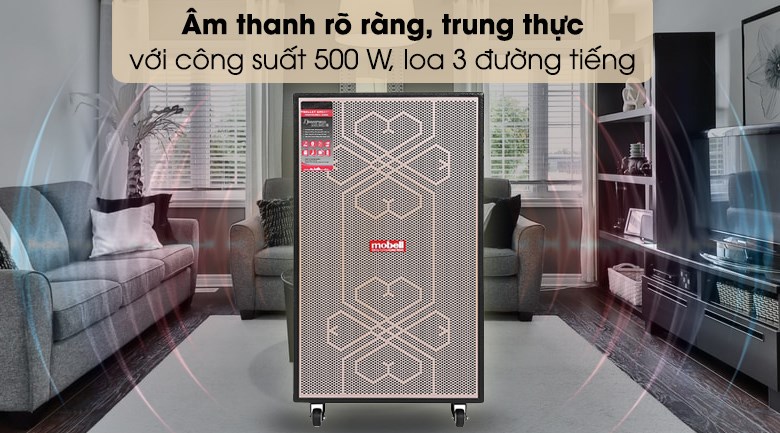 Âm thanh rõ ràng, trung thực
với công suất 500 W, loa 3 đường tiếng
mobell